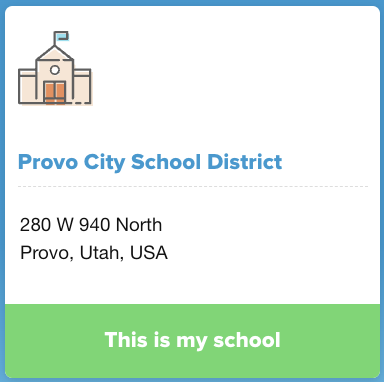 Provo City School District
280 W 940 North
Provo, Utah, USA
This is my school